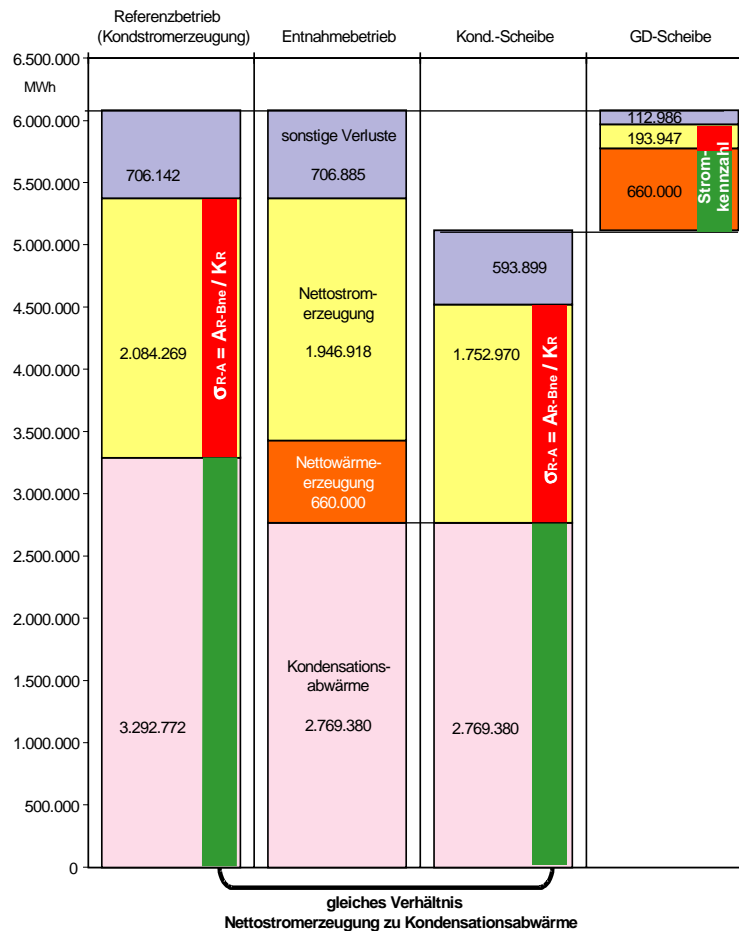 Referenzbetrieb
(Kondstromerzeugung)
Entnahmebetrieb
Kond.-Scheibe
GD-Scheibe
6.500.000
MWh
6.000.000
5.500.000
5.000.000
4.500.000
4.000.000
3.500.000
3.000.000
2.500.000
2.000.000
1.500.000
1.000.000
500.000
0
706.142
2.084.269
σR-A = AR-Bne / KR
3.292.772
sonstige Verluste
706.885
Nettostrom-
erzeugung
1.946.918
Nettowärme-
erzeugung
660.000
Kondensations-
abwärme
2.769.380
593.899
1.752.970
σR-A = AR-Bne / KR
2.769.380
112.986
193.947
660.000
Strom-
kennzahl
gleiches Verhältnis
Nettostromerzeugung zu Kondensationsabwärme